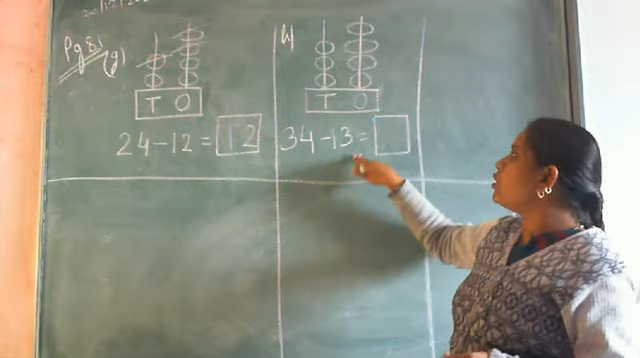 Pg 81
(g)
T O
24-12=12
h)
T O
34-13=